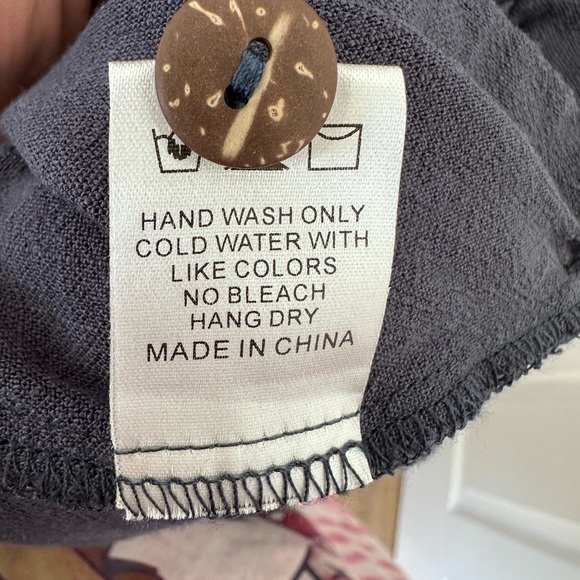 HAND WASH ONLY
COLD WATER WITH
LIKE COLORS
NO BLEACH
HANG DRY
MADE IN CHINA